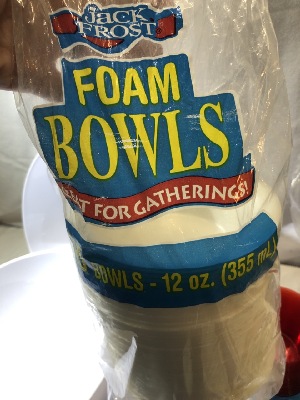 JACK
FROST
FOAM
BOWLS
FOR GATHERINGS!
BOWLS - 12 oz. (355 mL)